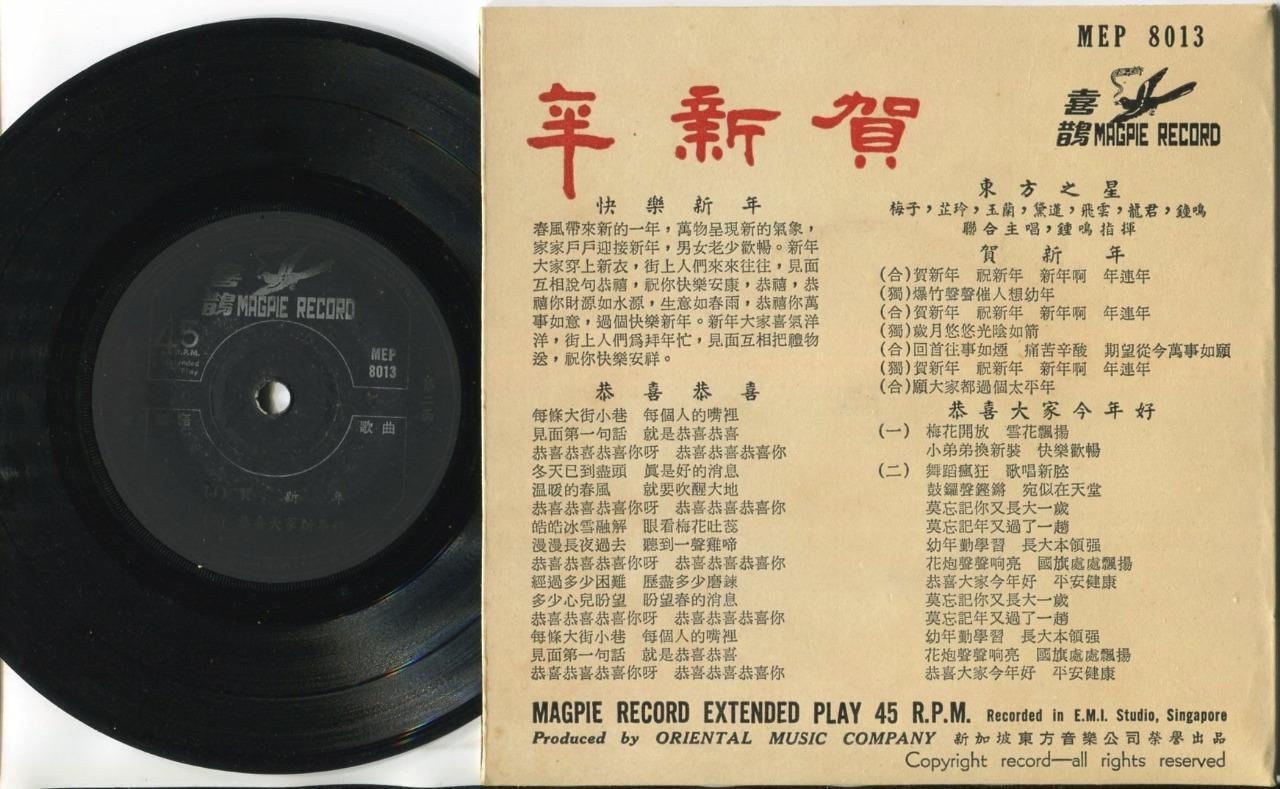 喜鵲 MAGPIE RECORD
45
R.P.M.
Extended
Play
MEP
8013
歌曲
賀新年
恭喜大家
MEP 8013
喜
鵲 MAGPIE RECORD
年新賀
快樂新年
春風帶來新的一年，萬物呈現新的氣象，
家家戶戶迎接新年，男女老少歡暢。新年
大家穿上新衣，街上人們來來往往，見面
互相說句恭禧，祝你快樂安康，恭禧，恭
禧你財源如水源，生意如春雨，恭禧你萬
事如意，過個快樂新年。新年大家喜氣洋
洋，街上人們爲拜年忙，見面互相把禮物
送，祝你快樂安祥。
恭喜恭喜
每條大街小巷　每個人的嘴裡
見面第一句話　就是恭喜恭喜
恭喜恭喜恭喜你呀　恭喜恭喜恭喜你
冬天已到盡頭　眞是好的消息
温暖的春風　就要吹醒大地
恭喜恭喜恭喜你呀　恭喜恭喜恭喜你
皓皓冰雪融解　眼看梅花吐蕊
漫漫長夜過去　聽到一聲雞啼
恭喜恭喜恭喜你呀　恭喜恭喜恭喜你
經過多少困難　歷盡多少磨諫
多少心兒盼望　盼望春的消息
恭喜恭喜恭喜你呀　恭喜恭喜恭喜你
每條大街小巷　每個人的嘴裡
見面第一句話　就是恭喜恭喜
恭喜恭喜恭喜你呀　恭喜恭喜恭喜你
東方之星
梅子，芷玲，玉蘭，黛蓮，飛雲，龍君，鍾鳴
聯合主唱，鍾鳴指揮
賀新年
(合)賀新年　祝新年　新年啊　年連年
(獨)爆竹聲聲催人想幼年
(合)賀新年　祝新年　新年啊　年連年
(獨)歲月悠悠光陰如箭
(合)回首往事如煙　痛苦辛酸　期望從今萬事如願
(獨)賀新年　祝新年　新年啊　年連年
(合)願大家都過個太平年
恭喜大家今年好
(一)　梅花開放　雪花飄揚
小弟弟換新裝　快樂歡暢
(二)　舞蹈瘋狂　歌唱新腔
鼓鑼聲鏗鏘　宛似在天堂
莫忘記你又長大一歲
莫忘記年又過了一趟
幼年勤學習　長大本領强
花炮聲聲响亮　國旗處處飄揚
恭喜大家今年好　平安健康
莫忘記你又長大一歲
莫忘記年又過了一趟
幼年勤學習　長大本領强
花炮聲聲响亮　國旗處處飄揚
恭喜大家今年好　平安健康
MAGPIE RECORD EXTENDED PLAY 45 R.P.M. Recorded in E.M.I. Studio, Singapore
Produced by ORIENTAL MUSIC COMPANY 新加坡東方音樂公司榮譽出品
Copyright record—all rights reserved